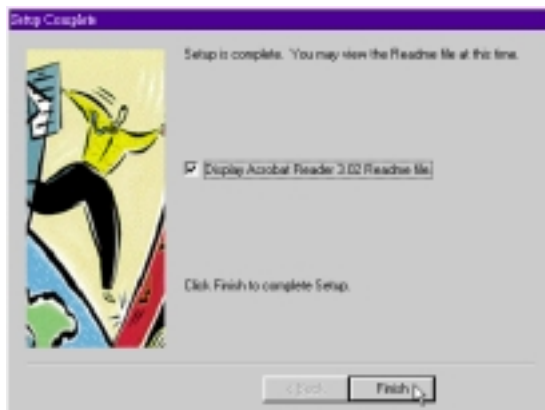 Setup Complete
Setup is complete. You may view the Readme file at this time.
Display Acrobat Reader 3.02 Readme file.
Click Finish to complete Setup.
< Back
Finish